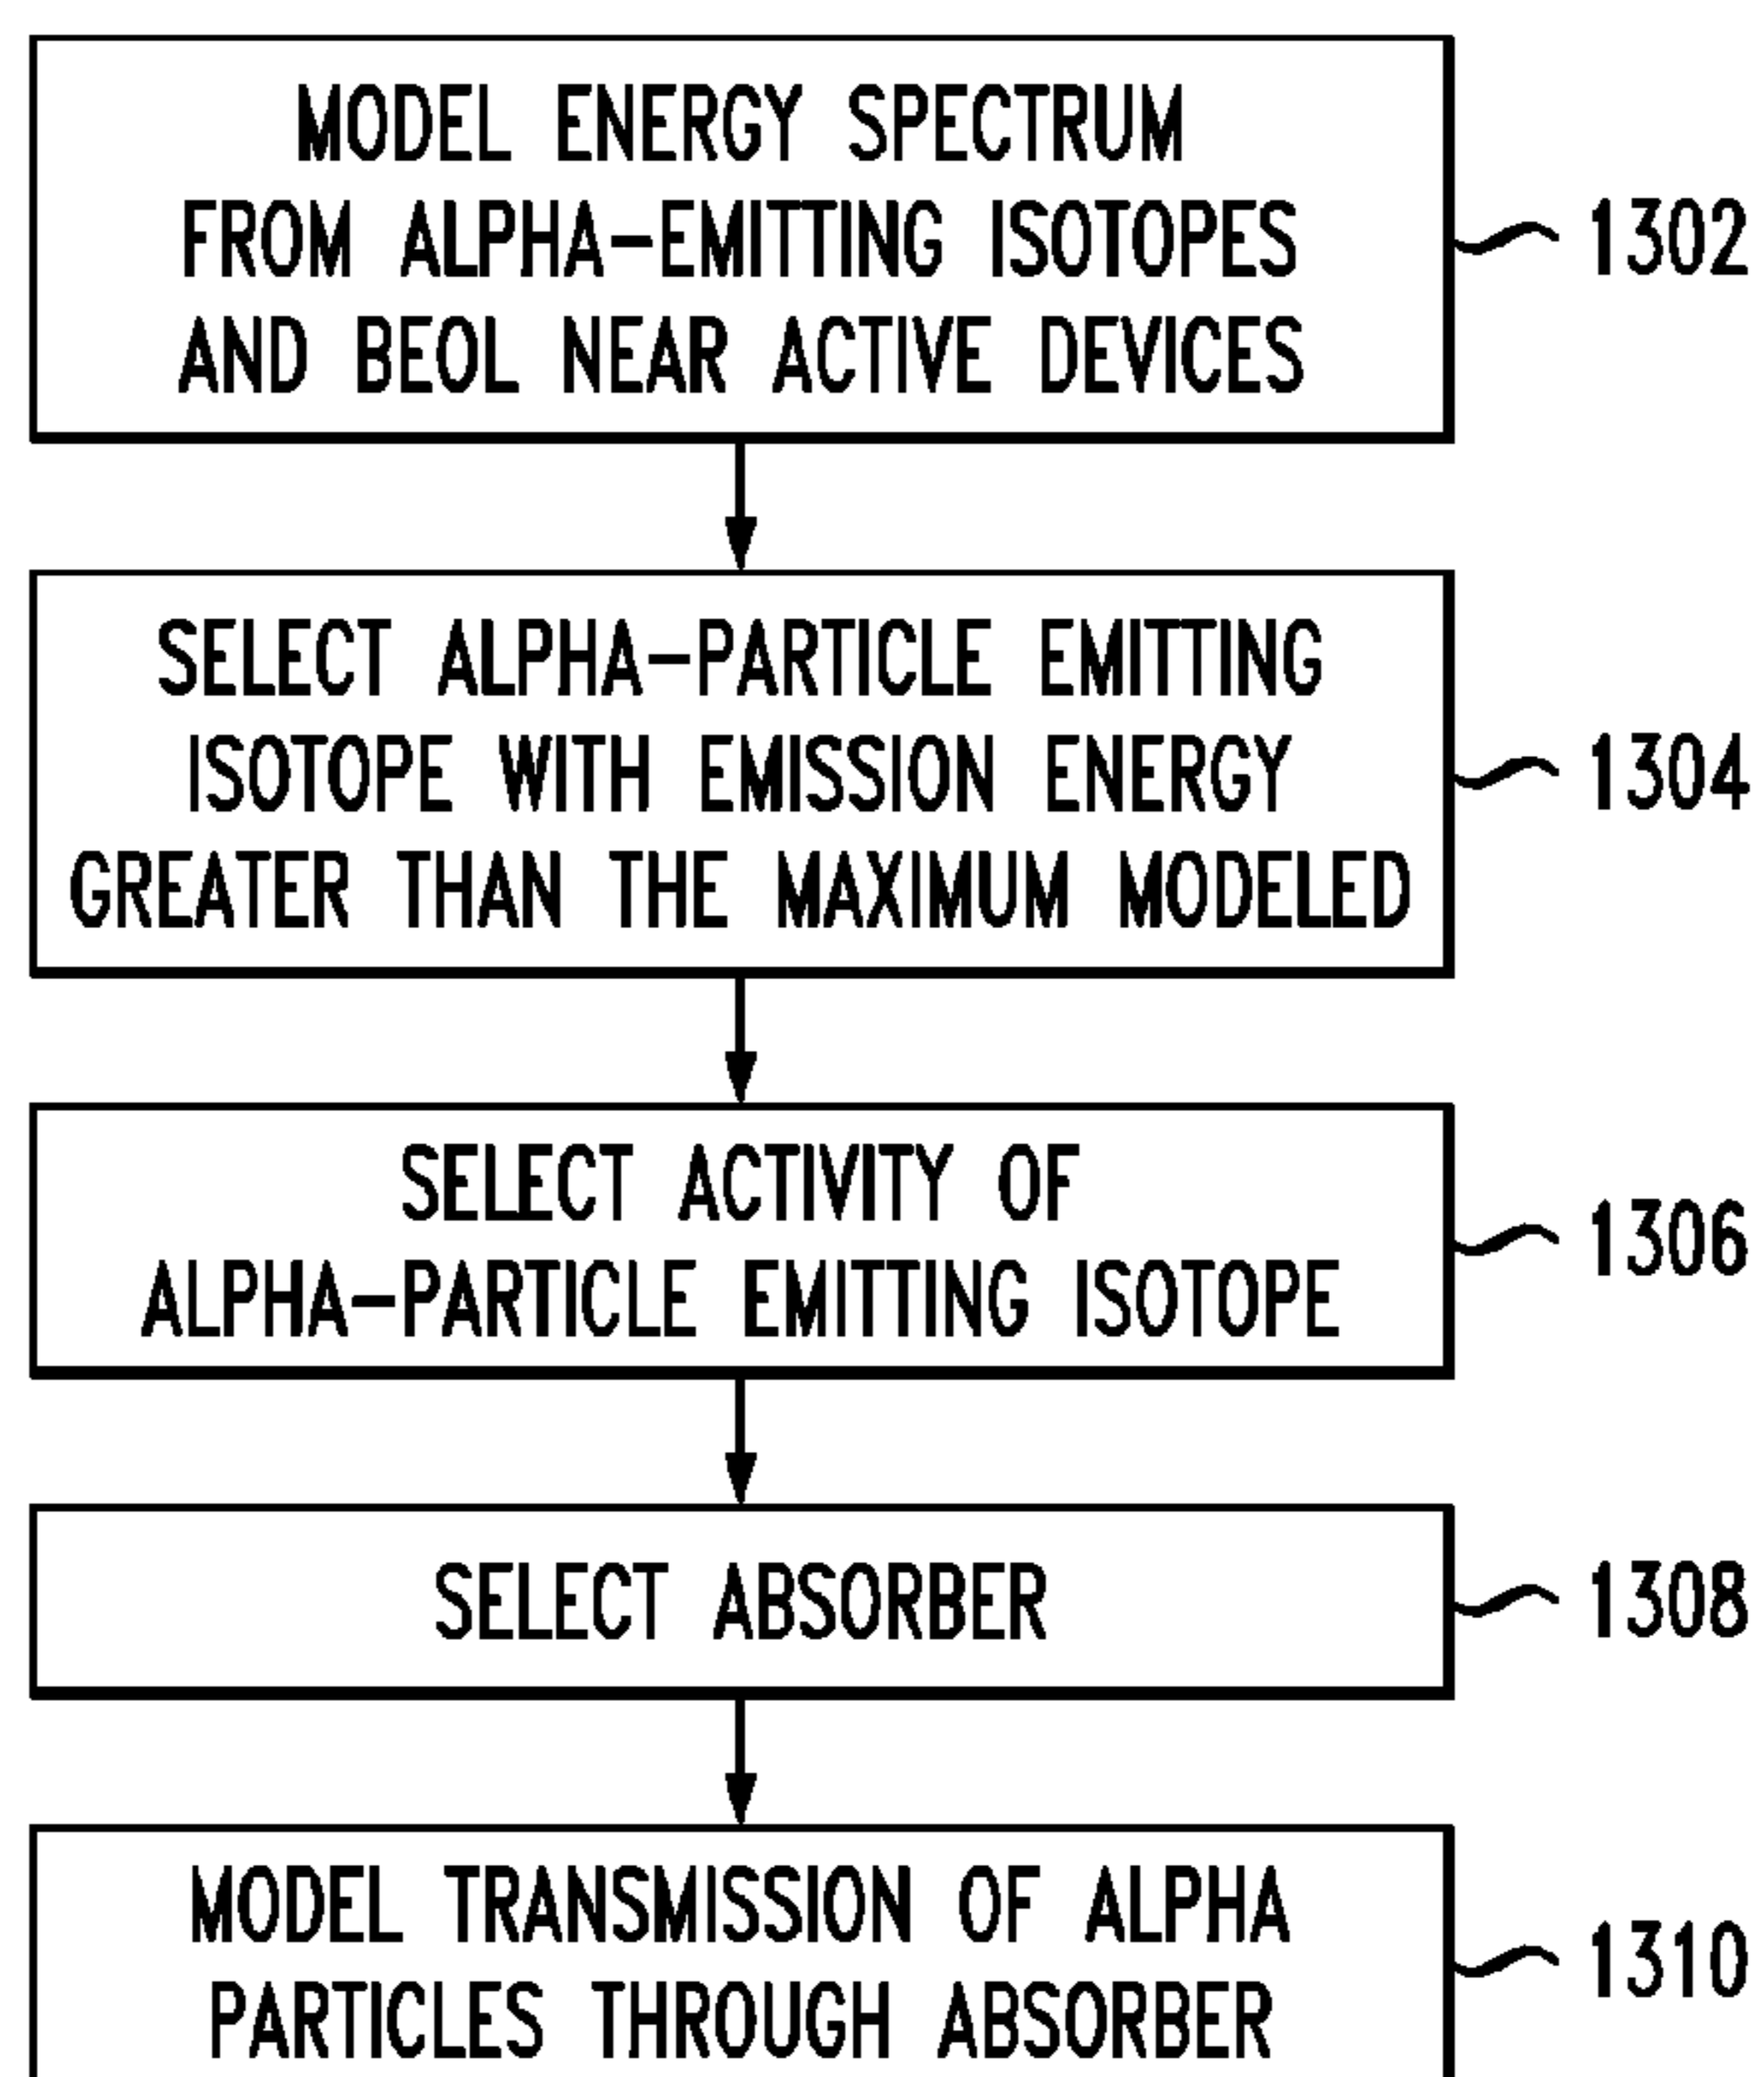 MODEL ENERGY SPECTRUM
FROM ALPHA-EMITTING ISOTOPES
AND BEOL NEAR ACTIVE DEVICES
1302
SELECT ALPHA-PARTICLE EMITTING
ISOTOPE WITH EMISSION ENERGY
GREATER THAN THE MAXIMUM MODELED
1304
SELECT ACTIVITY OF
ALPHA-PARTICLE EMITTING ISOTOPE
1306
SELECT ABSORBER
1308
MODEL TRANSMISSION OF ALPHA
PARTICLES THROUGH ABSORBER
1310